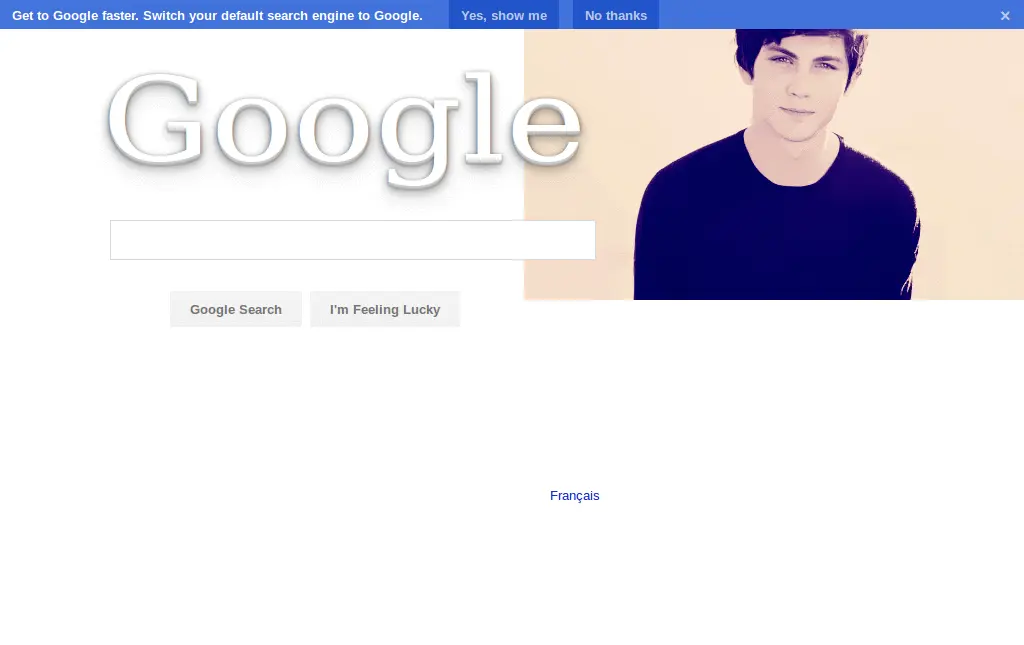 Get to Google faster. Switch your default search engine to Google. Yes, show me No thanks ×
Google
Google Search I'm Feeling Lucky
Français